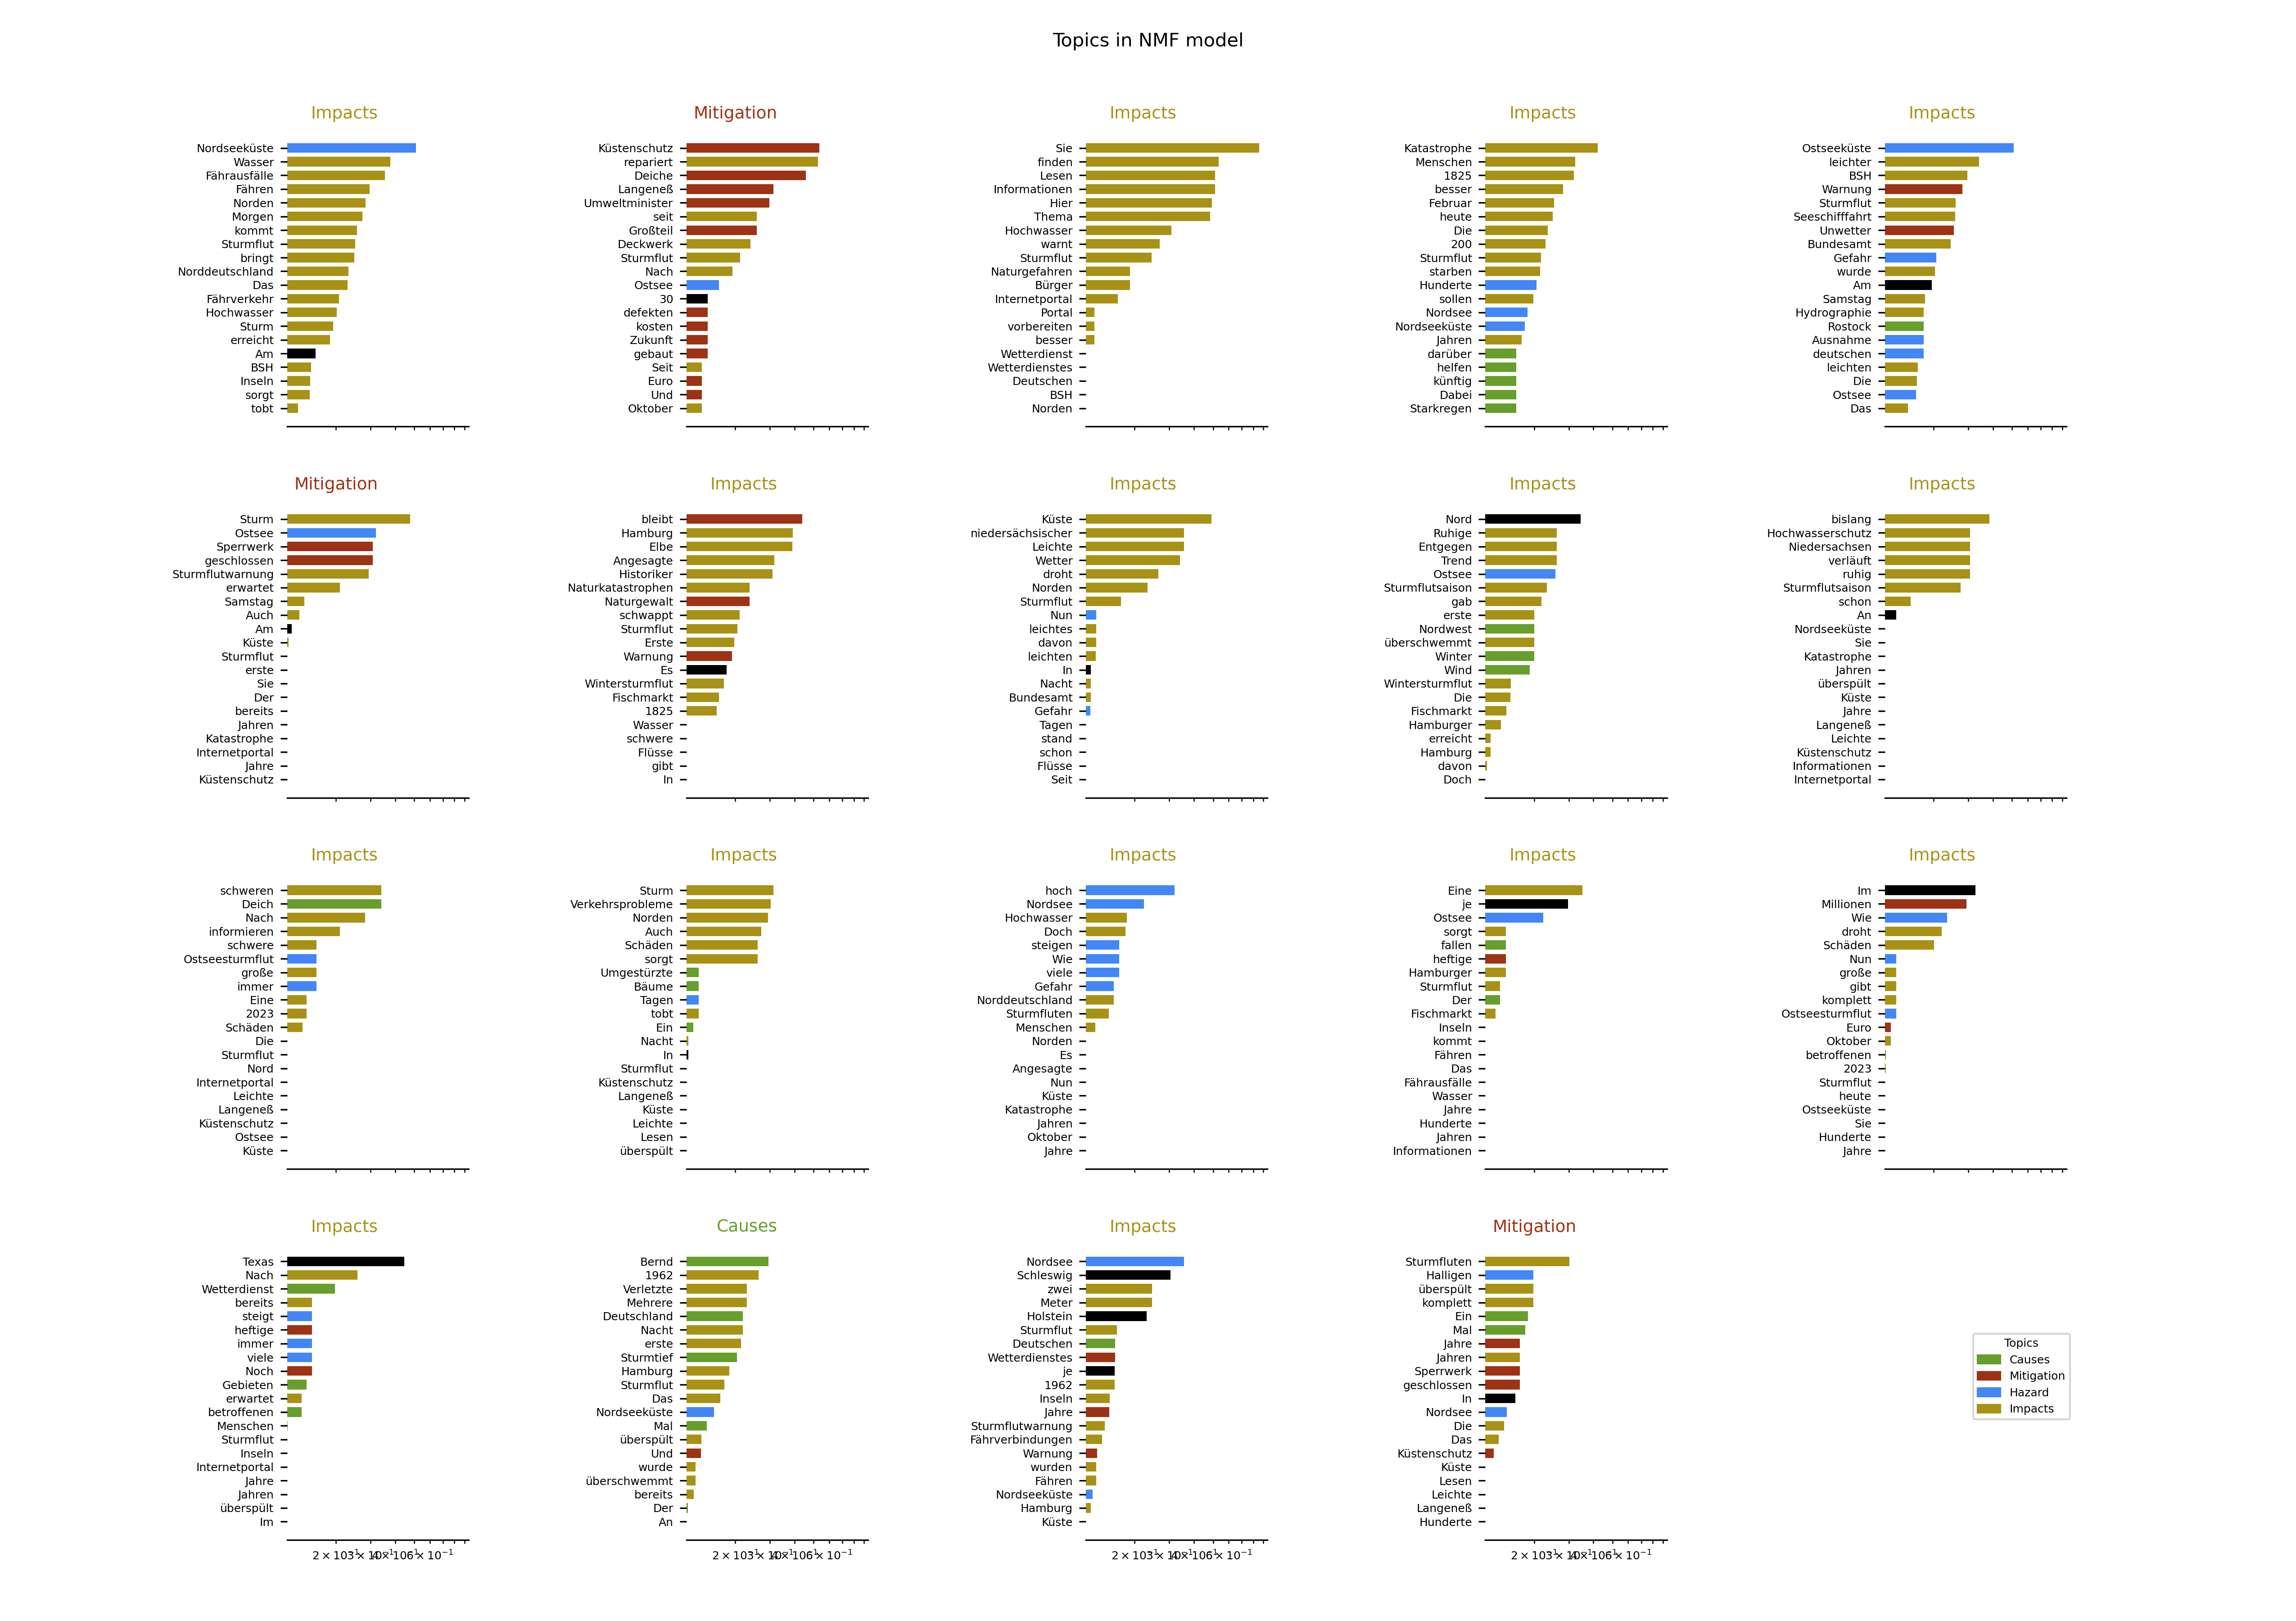 Topics in NMF model
Impacts
Nordseeküste
Wasser
Fährausfälle
Fähren
Norden
Morgen
kommt
Sturmflut
bringt
Norddeutschland
Das
Fährverkehr
Hochwasser
Sturm
erreicht
Am
BSH
Inseln
sorgt
tobt
Mitigation
Küstenschutz
repariert
Deiche
Langeneß
Umweltminister
seit
Großteil
Deckwerk
Sturmflut
Nach
Ostsee
30
defekten
kosten
Zukunft
gebaut
Seit
Euro
Und
Oktober
Impacts
Sie
finden
Lesen
Informationen
Hier
Thema
Hochwasser
warnt
Sturmflut
Naturgefahren
Bürger
Internetportal
Portal
vorbereiten
besser
Wetterdienst
Wetterdienstes
Deutschen
BSH
Norden
Impacts
Katastrophe
Menschen
1825
besser
Februar
heute
Die
200
Sturmflut
starben
Hunderte
sollen
Nordsee
Nordseeküste
Jahren
darüber
helfen
künftig
Dabei
Starkregen
Impacts
Ostseeküste
leichter
BSH
Warnung
Sturmflut
Seeschifffahrt
Unwetter
Bundesamt
Gefahr
wurde
Am
Samstag
Hydrographie
Rostock
Ausnahme
deutschen
leichten
Die
Ostsee
Das
Mitigation
Sturm
Ostsee
Sperrwerk
geschlossen
Sturmflutwarnung
erwartet
Samstag
Auch
Am
Küste
Sturmflut
erste
Sie
Der
bereits
Jahren
Katastrophe
Internetportal
Jahre
Küstenschutz
Impacts
bleibt
Hamburg
Elbe
Angesagte
Historiker
Naturkatastrophen
Naturgewalt
schwappt
Sturmflut
Erste
Warnung
Es
Wintersturmflut
Fischmarkt
1825
Wasser
schwere
Flüsse
gibt
In
Impacts
Küste
niedersächsischer
Leichte
Wetter
droht
Norden
Sturmflut
Nun
leichtes
davon
leichten
In
Nacht
Bundesamt
Gefahr
Tagen
stand
schon
Flüsse
Seit
Impacts
Nord
Ruhige
Entgegen
Trend
Ostsee
Sturmflutsaison
gab
erste
Nordwest
überschwemmt
Winter
Wind
Wintersturmflut
Die
Fischmarkt
Hamburger
erreicht
Hamburg
davon
Doch
Impacts
bislang
Hochwasserschutz
Niedersachsen
verläuft
ruhig
Sturmflutsaison
schon
An
Nordseeküste
Sie
Katastrophe
Jahren
überspült
Küste
Jahre
Langeneß
Leichte
Küstenschutz
Informationen
Internetportal
Impacts
schweren
Deich
Nach
informieren
schwere
Ostseesturmflut
große
immer
Eine
2023
Schäden
Die
Sturmflut
Nord
Internetportal
Leichte
Langeneß
Küstenschutz
Ostsee
Küste
Impacts
Sturm
Verkehrsprobleme
Norden
Auch
Schäden
sorgt
Umgestürzte
Bäume
Tagen
tobt
Ein
Nacht
In
Sturmflut
Küstenschutz
Langeneß
Küste
Leichte
Lesen
überspült
Impacts
hoch
Nordsee
Hochwasser
Doch
steigen
Wie
viele
Gefahr
Norddeutschland
Sturmfluten
Menschen
Norden
Es
Angesagte
Nun
Küste
Katastrophe
Jahren
Oktober
Jahre
Impacts
Eine
je
Ostsee
sorgt
fallen
heftige
Hamburger
Sturmflut
Der
Fischmarkt
Inseln
kommt
Fähren
Das
Fährausfälle
Wasser
Jahre
Hunderte
Jahren
Informationen
Impacts
Im
Millionen
Wie
droht
Schäden
Nun
große
gibt
komplett
Ostseesturmflut
Euro
Oktober
betroffenen
2023
Sturmflut
heute
Ostseeküste
Sie
Hunderte
Jahre
Impacts
Texas
Nach
Wetterdienst
bereits
steigt
heftige
immer
viele
Noch
Gebieten
erwartet
betroffenen
Menschen
Sturmflut
Inseln
Internetportal
Jahre
Jahren
überspült
Im
Causes
Bernd
1962
Verletzte
Mehrere
Deutschland
Nacht
erste
Sturmtief
Hamburg
Sturmflut
Das
Nordseeküste
Mal
überspült
Und
wurde
überschwemmt
bereits
Der
An
Impacts
Nordsee
Schleswig
zwei
Meter
Holstein
Sturmflut
Deutschen
Wetterdienstes
je
1962
Inseln
Jahre
Sturmflutwarnung
Fährverbindungen
Warnung
wurden
Fähren
Nordseeküste
Hamburg
Küste
Mitigation
Sturmfluten
Halligen
überspült
komplett
Ein
Mal
Jahre
Jahren
Sperrwerk
geschlossen
In
Nordsee
Die
Das
Küstenschutz
Küste
Lesen
Leichte
Langeneß
Hunderte
Topics
Causes
Mitigation
Hazard
Impacts